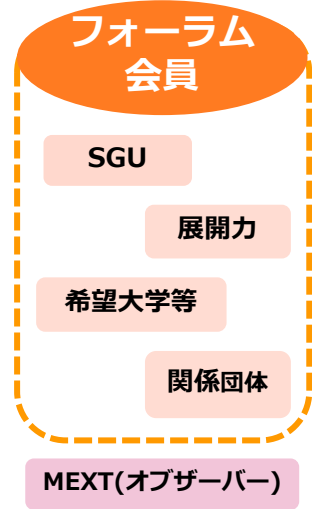 フォーラム
会員
SGU
展開力
希望大学等
関係団体
MEXT(オブザーバー)